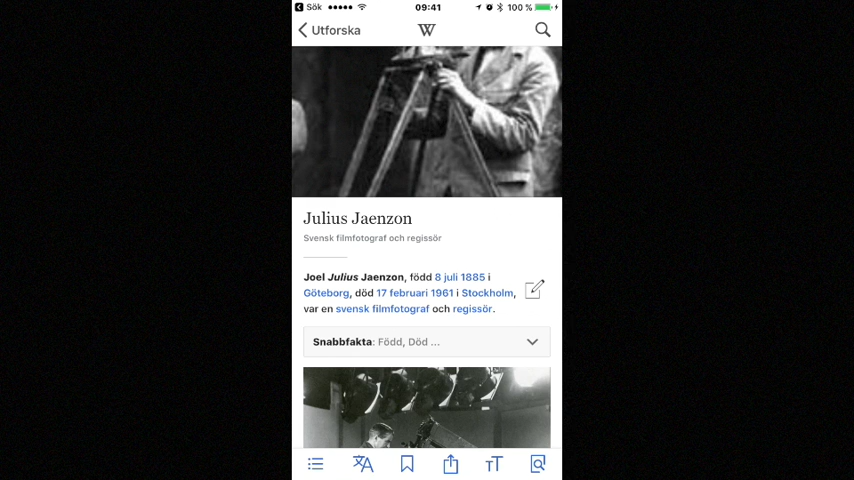 Sök 09:41 100 %
Utforska W
Julius Jaenzon
Svensk filmfotograf och regissör
Joel Julius Jaenzon, född 8 juli 1885 i
Göteborg, död 17 februari 1961 i Stockholm,
var en svensk filmfotograf och regissör.
Snabbfakta: Född, Död ...